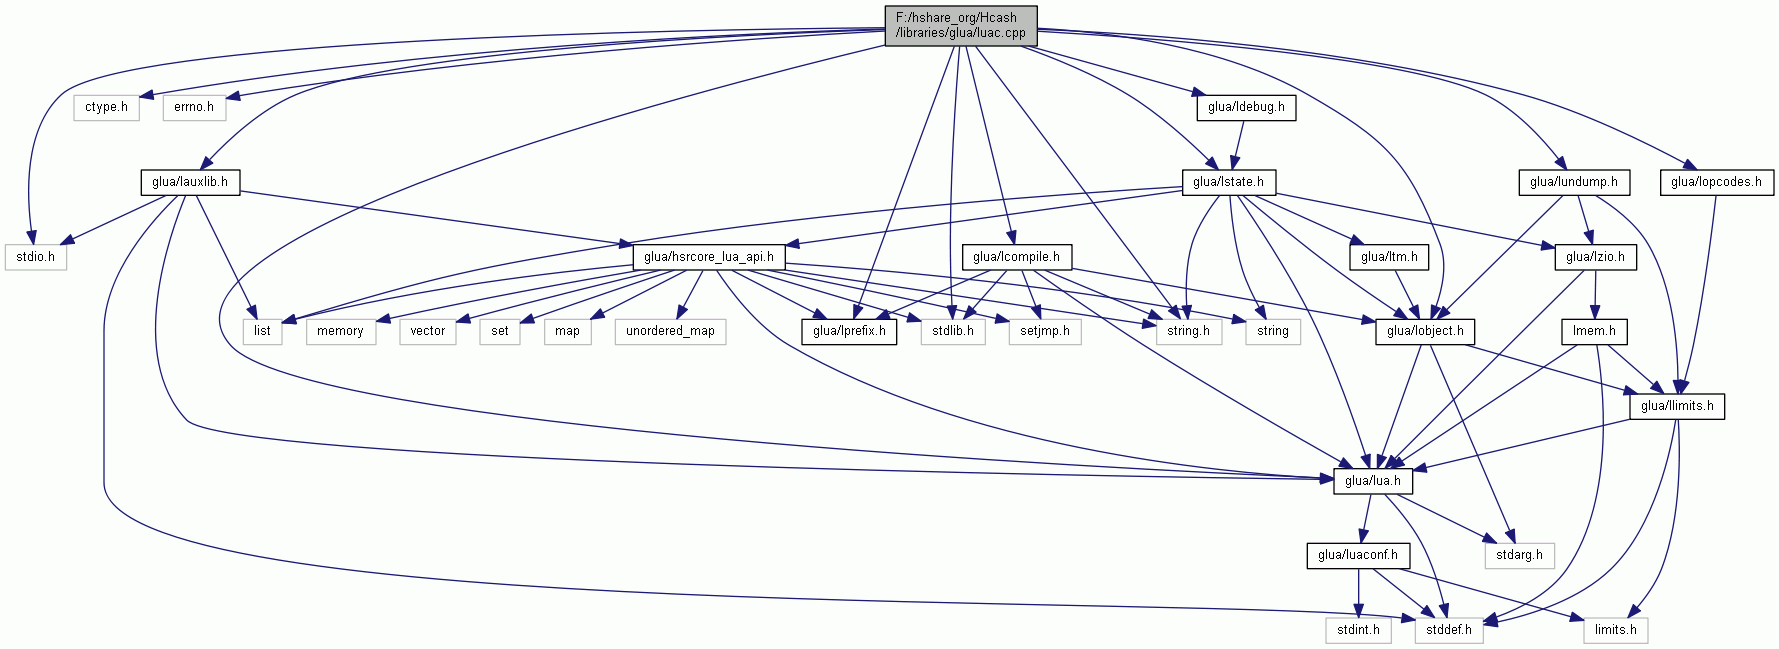 F:/hshare_org/Hcash
/libraries/glua/luac.cpp
ctype.h
errno.h
glua/ldebug.h
glua/lauxlib.h
glua/lstate.h
glua/lundump.h
glua/lopcodes.h
stdio.h
glua/hsrcore_lua_api.h
glua/lcompile.h
glua/ltm.h
glua/lzio.h
list
memory
vector
set
map
unordered_map
glua/lprefix.h
stdlib.h
setjmp.h
string.h
string
glua/lobject.h
lmem.h
glua/llimits.h
glua/lua.h
glua/luaconf.h
stdarg.h
stdint.h
stddef.h
limits.h